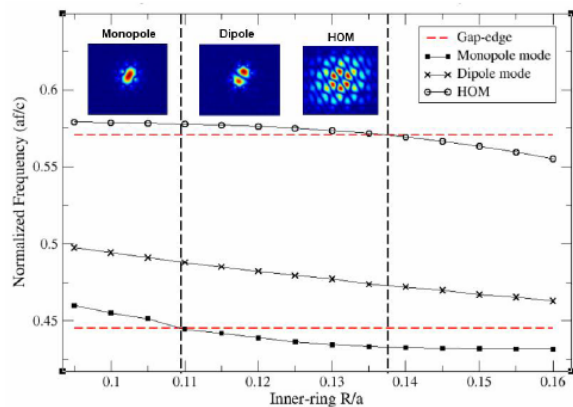 Monopole
Dipole
HOM
Gap-edge
Monopole mode
Dipole mode
HOM
Normalized Frequency (af/c)
0.6
0.55
0.5
0.45
0.1
0.11
0.12
0.13
0.14
0.15
0.16
Inner-ring R/a